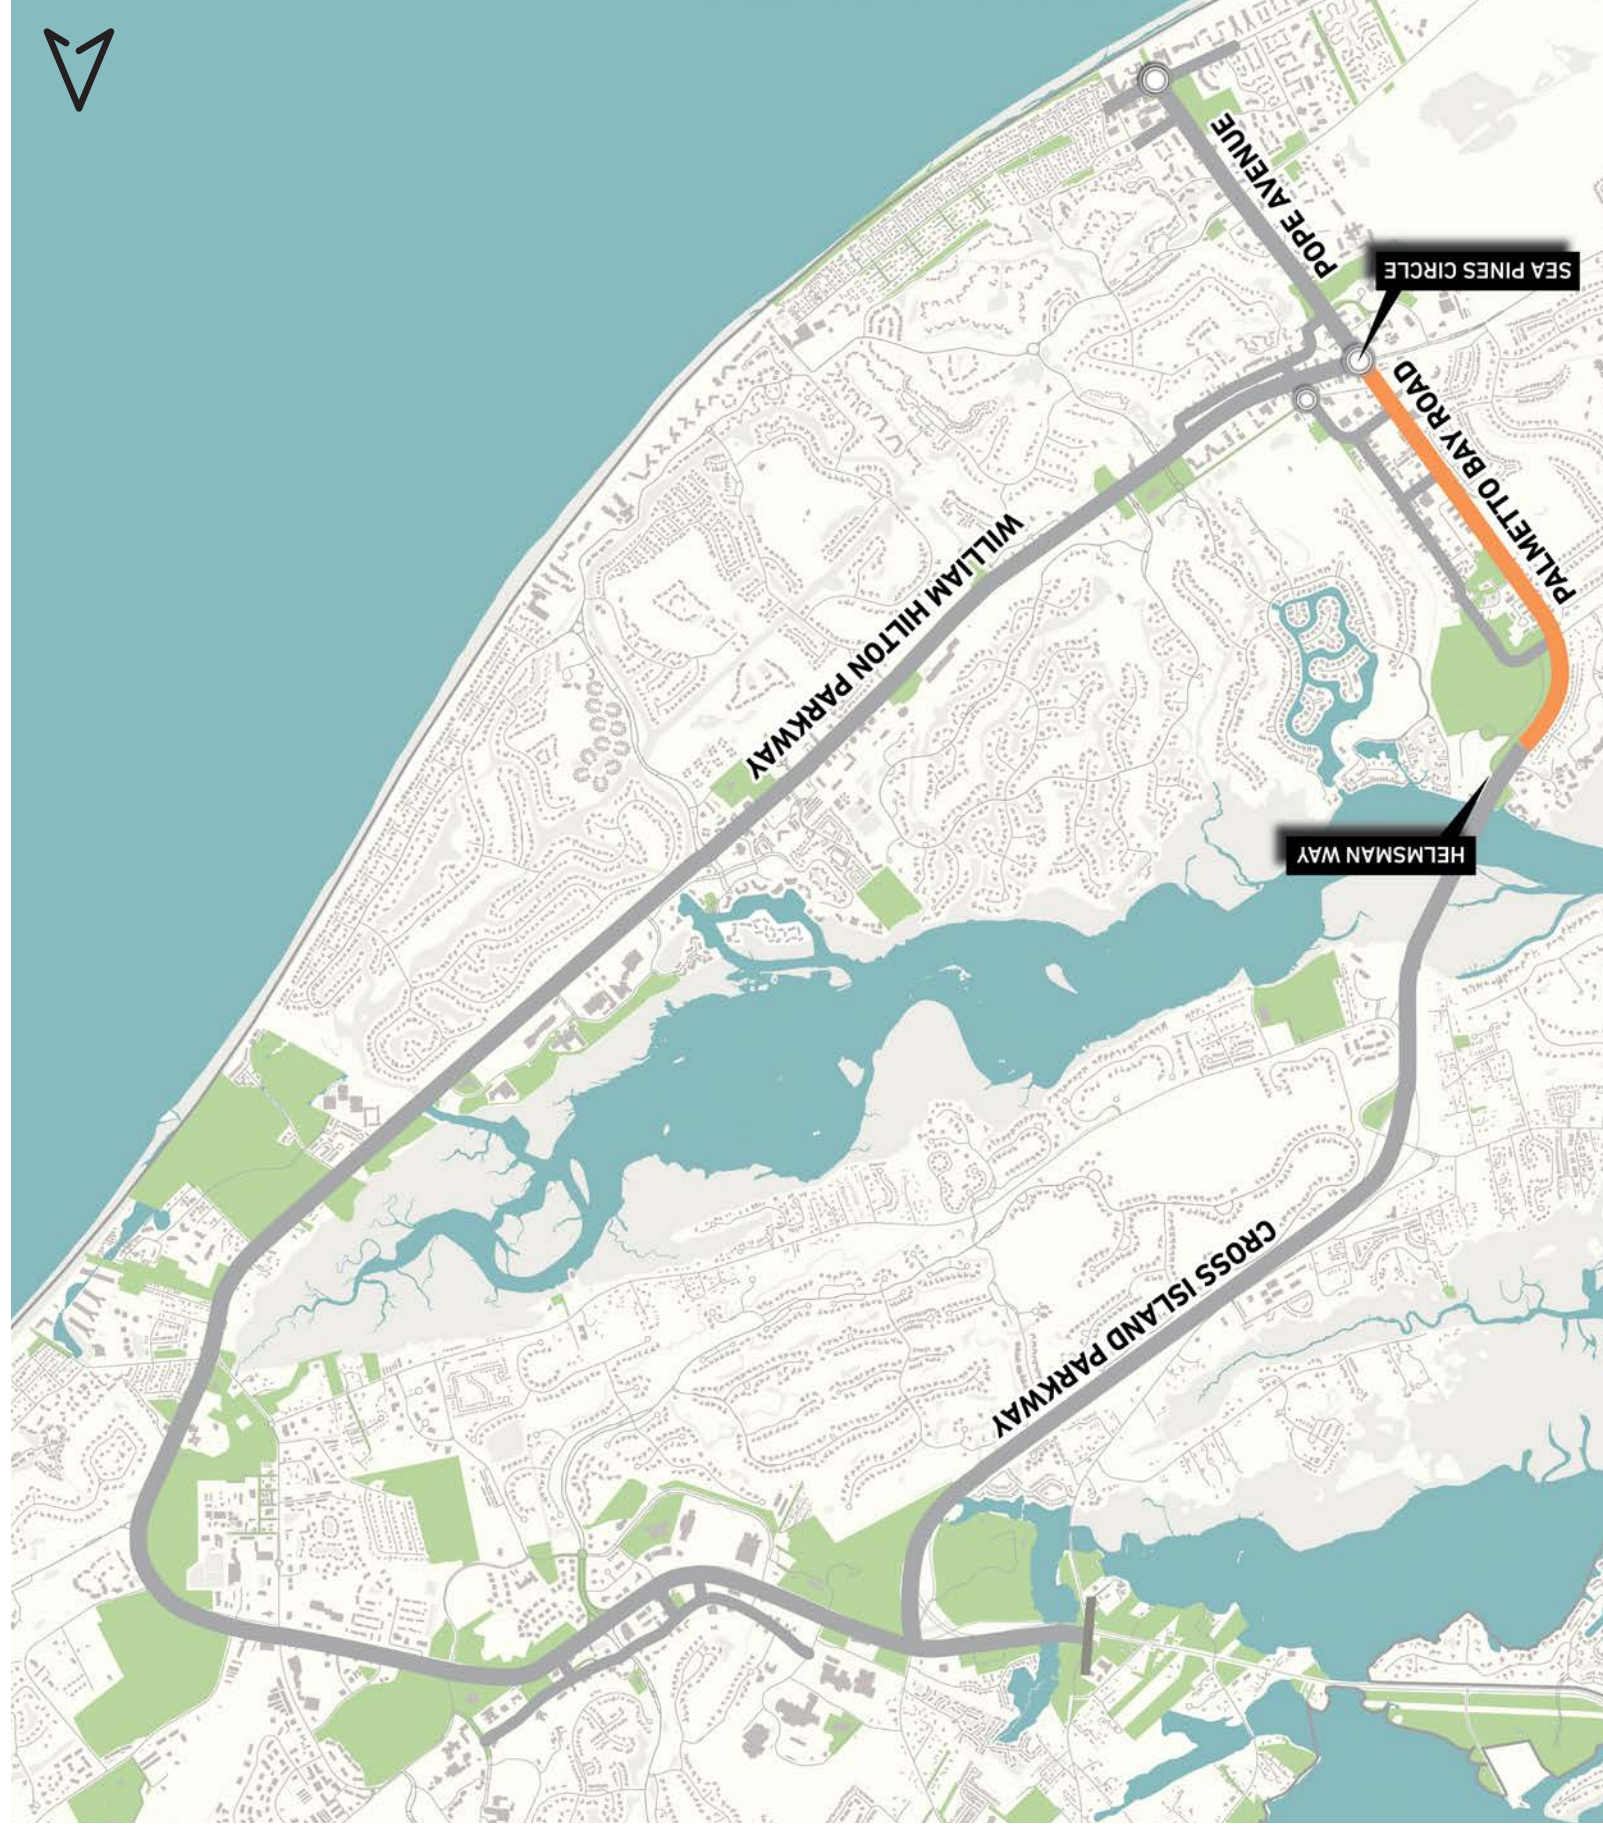 CROSS ISLAND PARKWAY
HELMSMAN WAY
WILLIAM HILTON PARKWAY
PALMETTO BAY ROAD
SEA PINES CIRCLE
POPE AVENUE